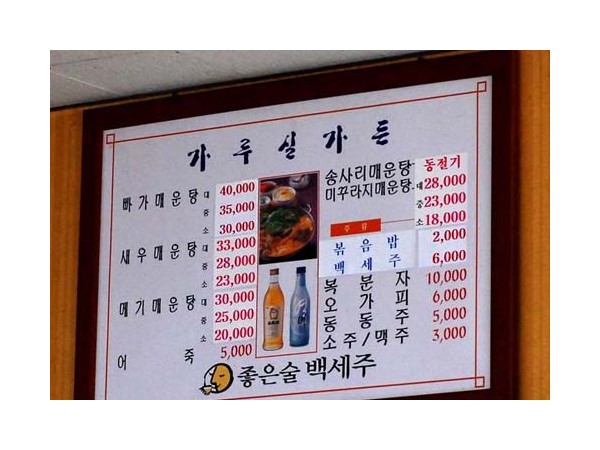 가루실가든
빠가매운탕 대 40,000
중 35,000
소 30,000
새우매운탕 대 33,000
중 28,000
소 23,000
메기매운탕 대 30,000
중 25,000
소 20,000
어죽 5,000
송사리매운탕 동전기
미꾸라지매운탕 대 28,000
중 23,000
소 18,000
주류
볶음밥 2,000
백세주 6,000
복분자 10,000
오가피 6,000
동동주 5,000
소주/맥주 3,000
좋은술 백세주